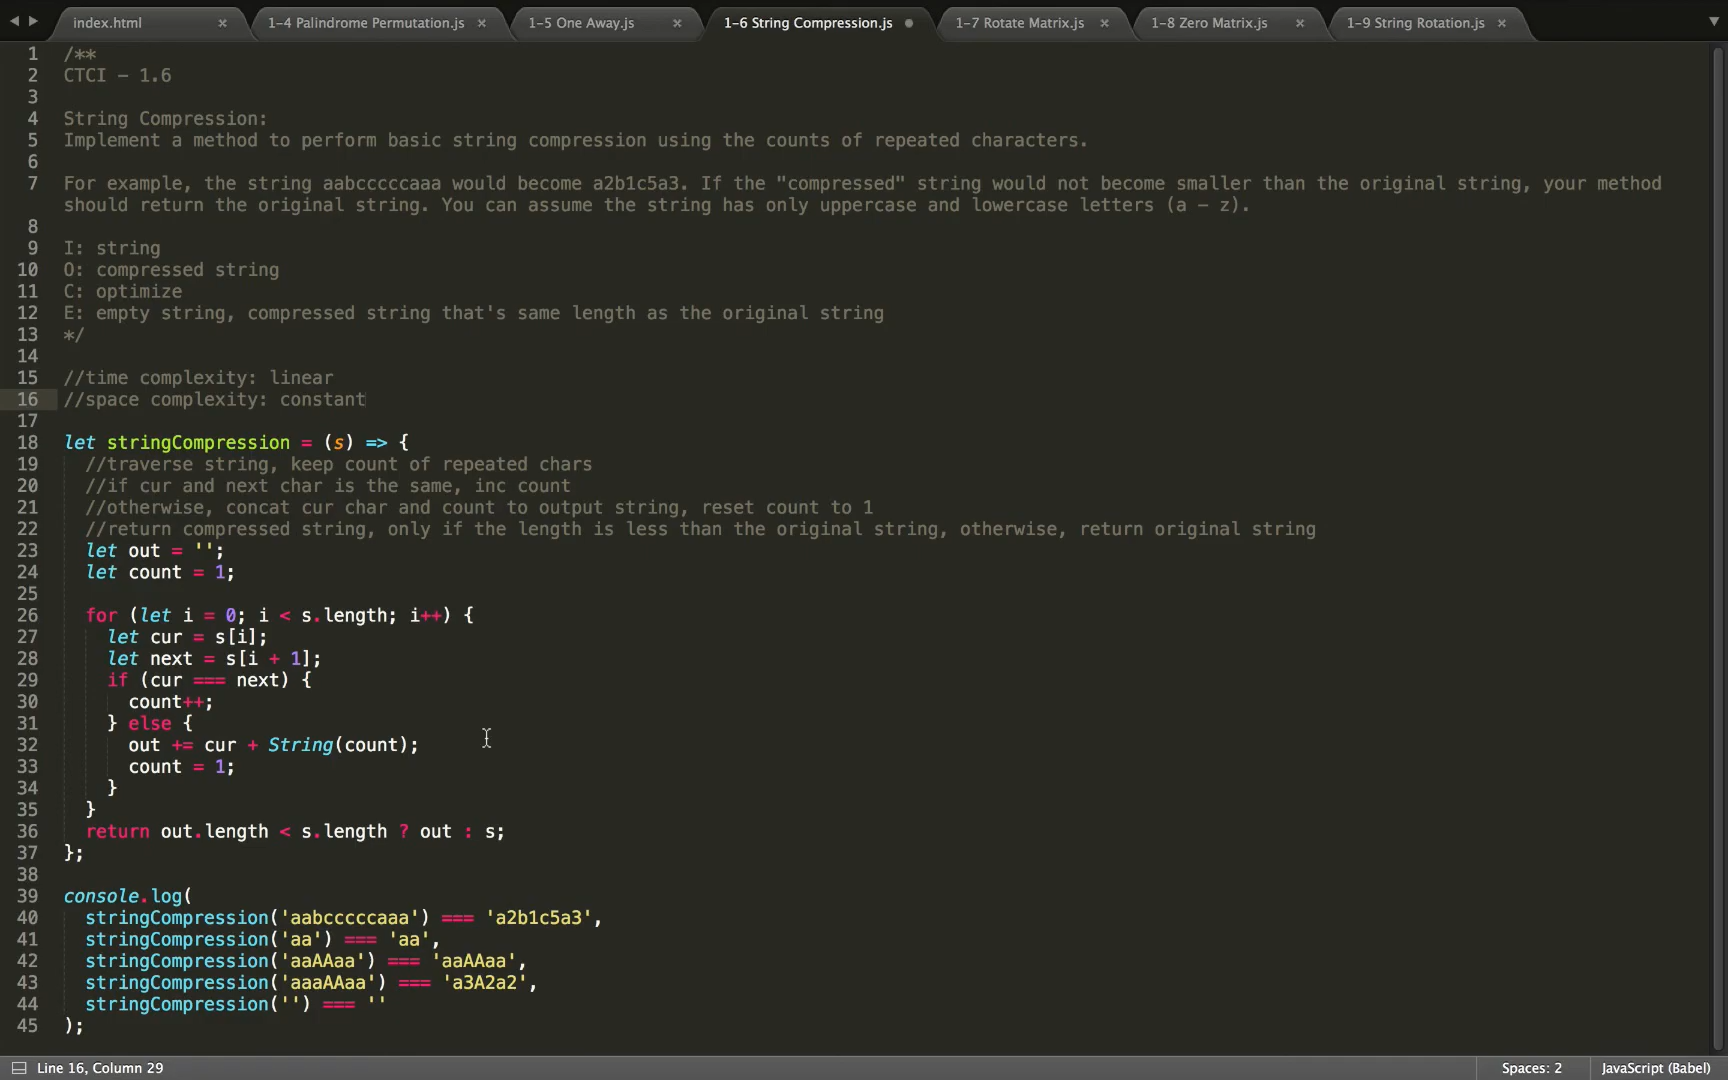 index.html × 1-4 Palindrome Permutation.js × 1-5 One Away.js × 1-6 String Compression.js 1-7 Rotate Matrix.js × 1-8 Zero Matrix.js × 1-9 String Rotation.js ×
1 /**
2 CTCI - 1.6
3
4 String Compression:
5 Implement a method to perform basic string compression using the counts of repeated characters.
6
7 For example, the string aabcccccaaa would become a2b1c5a3. If the "compressed" string would not become smaller than the original string, your method
should return the original string. You can assume the string has only uppercase and lowercase letters (a - z).
8
9 I: string
10 O: compressed string
11 C: optimize
12 E: empty string, compressed string that's same length as the original string
13 */
14
15 //time complexity: linear
16 //space complexity: constant
17
18 let stringCompression = (s) => {
19 //traverse string, keep count of repeated chars
20 //if cur and next char is the same, inc count
21 //otherwise, concat cur char and count to output string, reset count to 1
22 //return compressed string, only if the length is less than the original string, otherwise, return original string
23 let out = '';
24 let count = 1;
25
26 for (let i = 0; i < s.length; i++) {
27 let cur = s[i];
28 let next = s[i + 1];
29 if (cur === next) {
30 count++;
31 } else {
32 out += cur + String(count);
33 count = 1;
34 }
35 }
36 return out.length < s.length ? out : s;
37 };
38
39 console.log(
40 stringCompression('aabcccccaaa') === 'a2b1c5a3',
41 stringCompression('aa') === 'aa',
42 stringCompression('aaAAaa') === 'aaAAaa',
43 stringCompression('aaaAAaa') === 'a3A2a2',
44 stringCompression('') === ''
45 );
Line 16, Column 29 Spaces: 2 JavaScript (Babel)